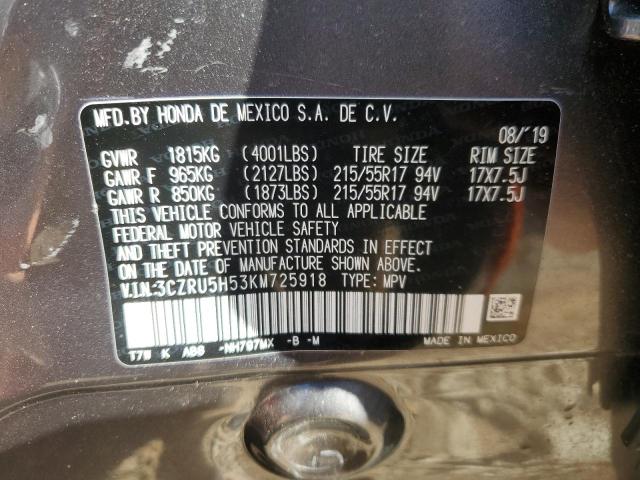 MFD.BY HONDA DE MEXICO S.A. DE C.V.
08/'19
GVWR 1815KG (4001LBS) TIRE SIZE RIM SIZE
GAWR F 965KG (2127LBS) 215/55R17 94V 17X7.5J
GAWR R 850KG (1873LBS) 215/55R17 94V 17X7.5J
THIS VEHICLE CONFORMS TO ALL APPLICABLE
FEDERAL MOTOR VEHICLE SAFETY
AND THEFT PREVENTION STANDARDS IN EFFECT
ON THE DATE OF MANUFACTURE SHOWN ABOVE.
V.I.N:3CZRU5H53KM725918 TYPE: MPV
T7W K ABS -NH797MX -B -M MADE IN MEXICO